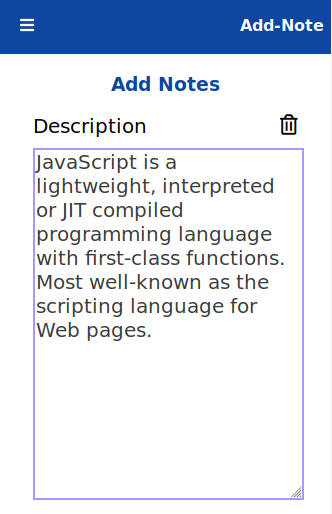 Add-Note
Add Notes
Description
JavaScript is a
lightweight, interpreted
or JIT compiled
programming language
with first-class functions.
Most well-known as the
scripting language for
Web pages.